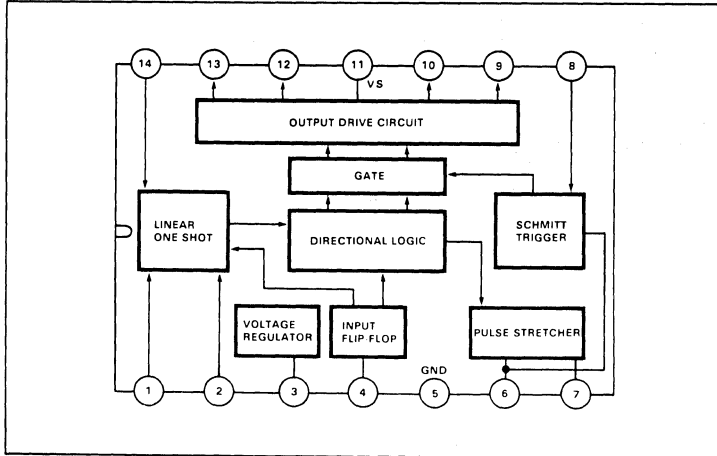 14 13 12 11 10 9 8
VS
OUTPUT DRIVE CIRCUIT
GATE
LINEAR
ONE SHOT
DIRECTIONAL LOGIC
SCHMITT
TRIGGER
VOLTAGE
REGULATOR
INPUT
FLIP-FLOP
PULSE STRETCHER
GND
1 2 3 4 5 6 7